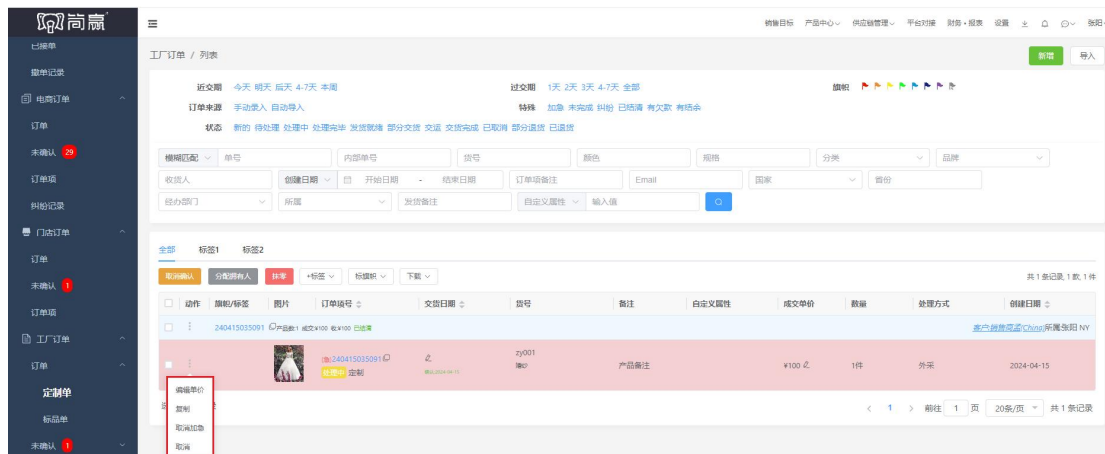 简赢
销售目标 产品中心 供应链管理 平台对接 财务·报表 设置 张阳
已接单
撤单记录
电商订单
订单
未确认 29
订单项
纠纷记录
门店订单
订单
未确认 1
订单项
工厂订单
订单
定制单
标品单
未确认 1
工厂订单 / 列表
新增 导入
近交期 今天 明天 后天 4-7天 本周
过交期 1天 2天 3天 4-7天 全部
旗帜
订单来源 手动录入 自动导入
特殊 加急 未完成 纠纷 已结清 有欠款 有结余
状态 新的 待处理 处理中 处理完毕 发货就绪 部分交货 交运 交货完成 已取消 部分退货 已退货
模糊匹配 单号 内部单号 货号 颜色 规格 分类 品牌
收货人 创建日期 开始日期 - 结束日期 订单项备注 Email 国家 省份
经办部门 所属 发货备注 自定义属性 输入值
全部 标签1 标签2
取消确认 分配拥有人 抹零 +标签 标旗帜 下载
共 1 条记录, 1 款, 1 件
动作 旗帜/标签 图片 订单项号 交货日期 货号 备注 自定义属性 成交单价 数量 处理方式 创建日期
240415035091 产品数:1 成交:¥100 收:¥100 已结清
客户:销售周孟(China)所属:张阳 NY
:240415035091
处理中 定制
zy001
产品备注
¥100
1件
外采
2024-04-15
编辑单价
复制
取消加急
取消
1 前往 1 页 20条/页 共 1 条记录